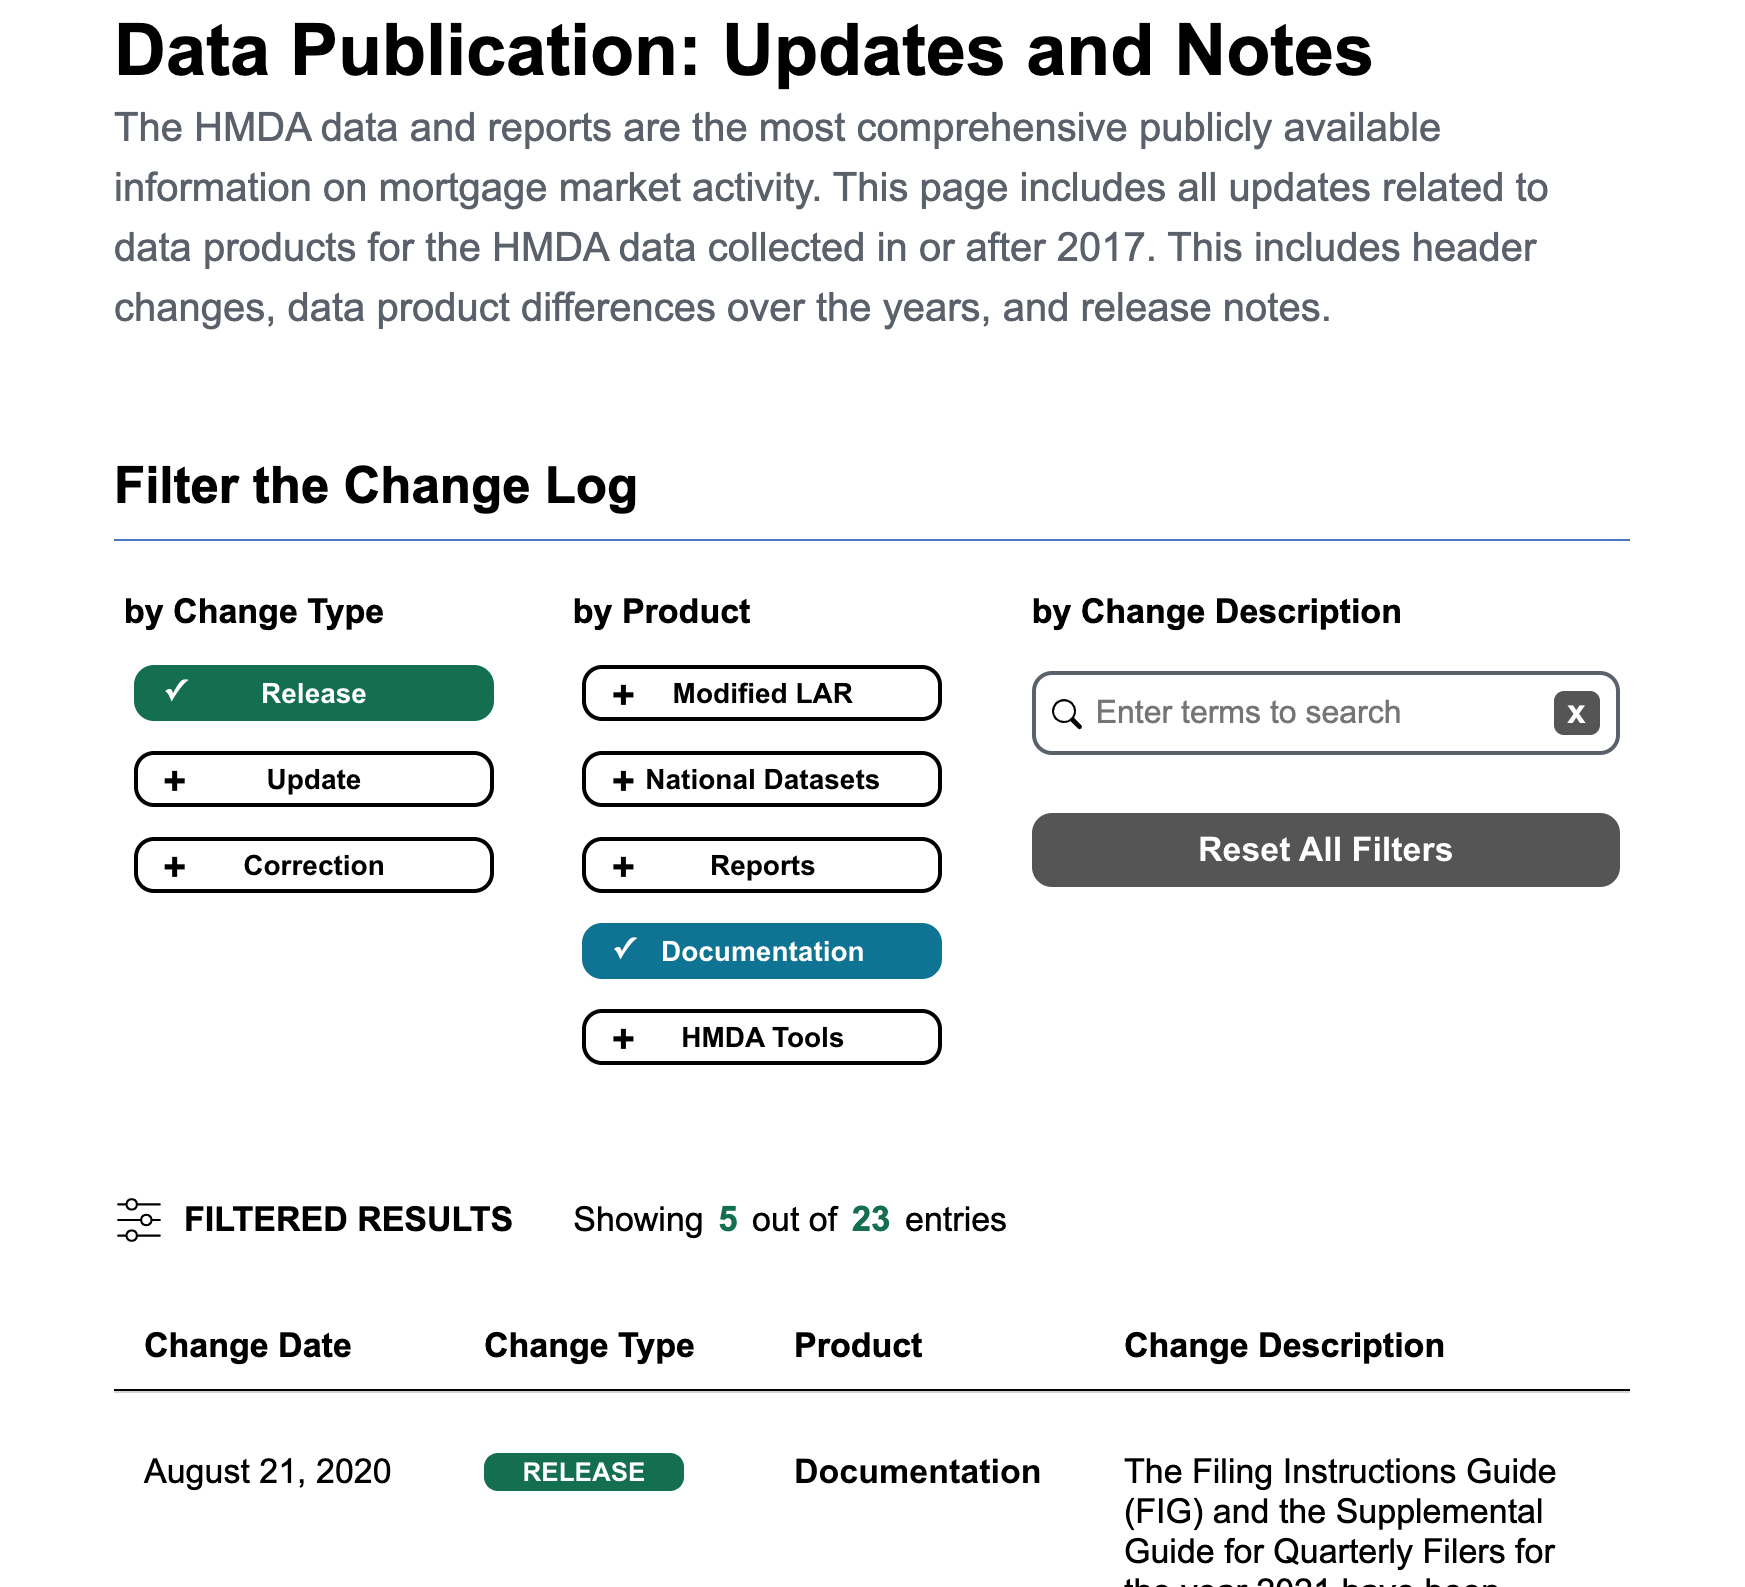 Data Publication: Updates and Notes
The HMDA data and reports are the most comprehensive publicly available
information on mortgage market activity. This page includes all updates related to
data products for the HMDA data collected in or after 2017. This includes header
changes, data product differences over the years, and release notes.
Filter the Change Log
by Change Type
✓ Release
+ Update
+ Correction
by Product
+ Modified LAR
+ National Datasets
+ Reports
✓ Documentation
+ HMDA Tools
by Change Description
Enter terms to search x
Reset All Filters
FILTERED RESULTS Showing 5 out of 23 entries
Change Date Change Type Product Change Description
August 21, 2020 RELEASE Documentation The Filing Instructions Guide
(FIG) and the Supplemental
Guide for Quarterly Filers for
the year 2021 have been